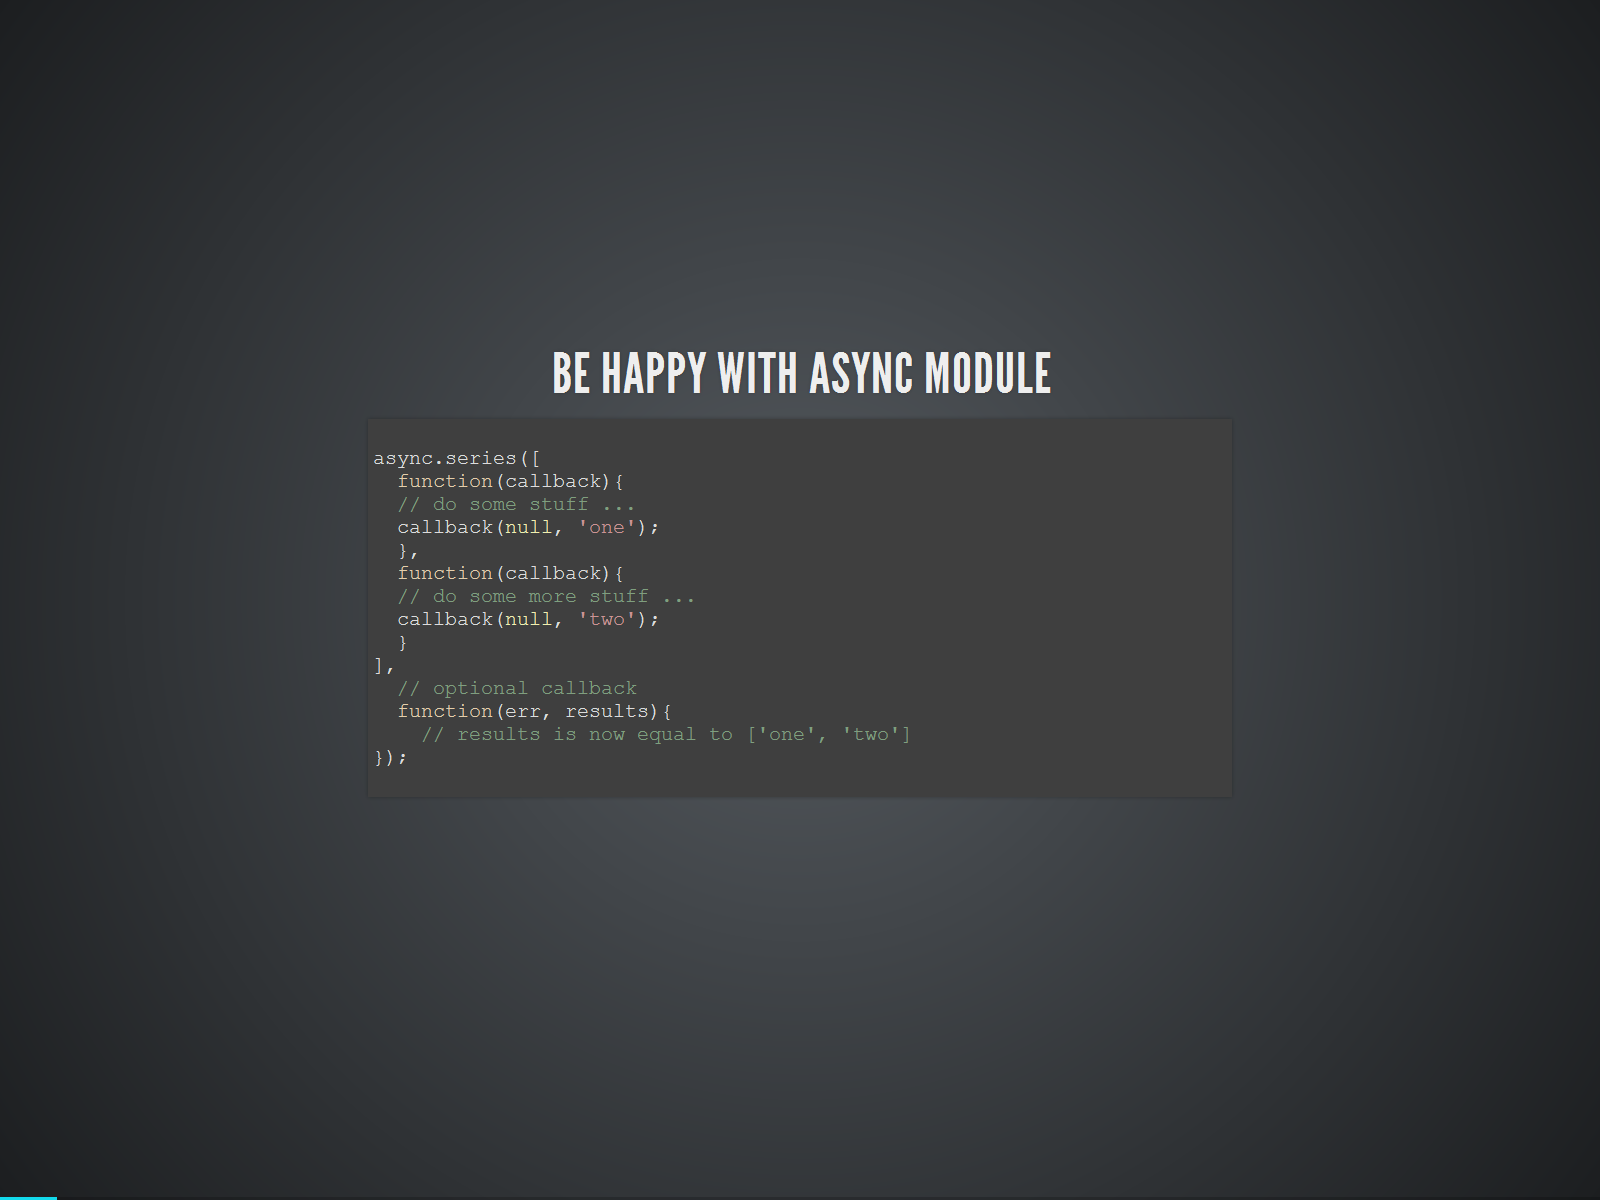 BE HAPPY WITH ASYNC MODULE
async.series([
  function(callback){
  // do some stuff ...
  callback(null, 'one');
  },
  function(callback){
  // do some more stuff ...
  callback(null, 'two');
  }
],
  // optional callback
  function(err, results){
    // results is now equal to ['one', 'two']
});